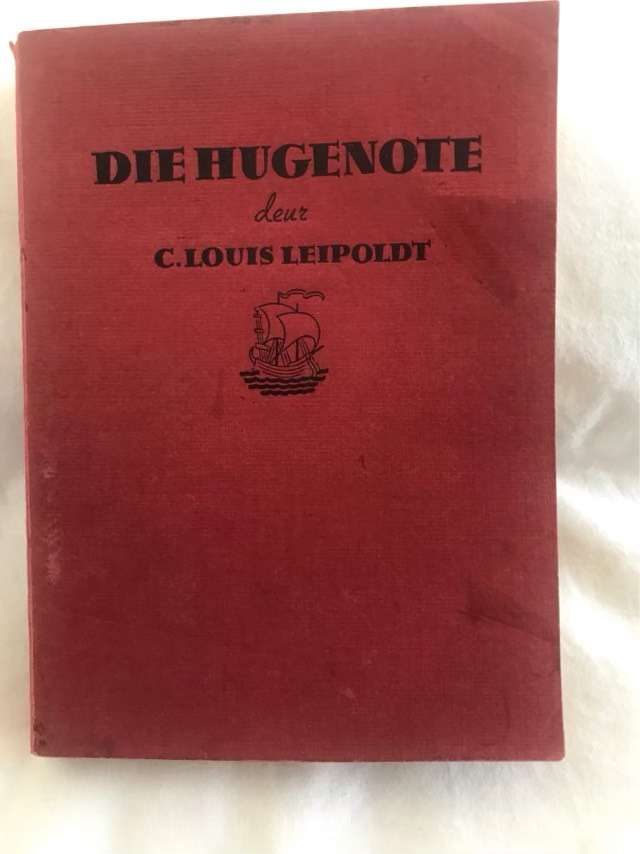 DIE HUGENOTE
deur
C. LOUIS LEIPOLDT